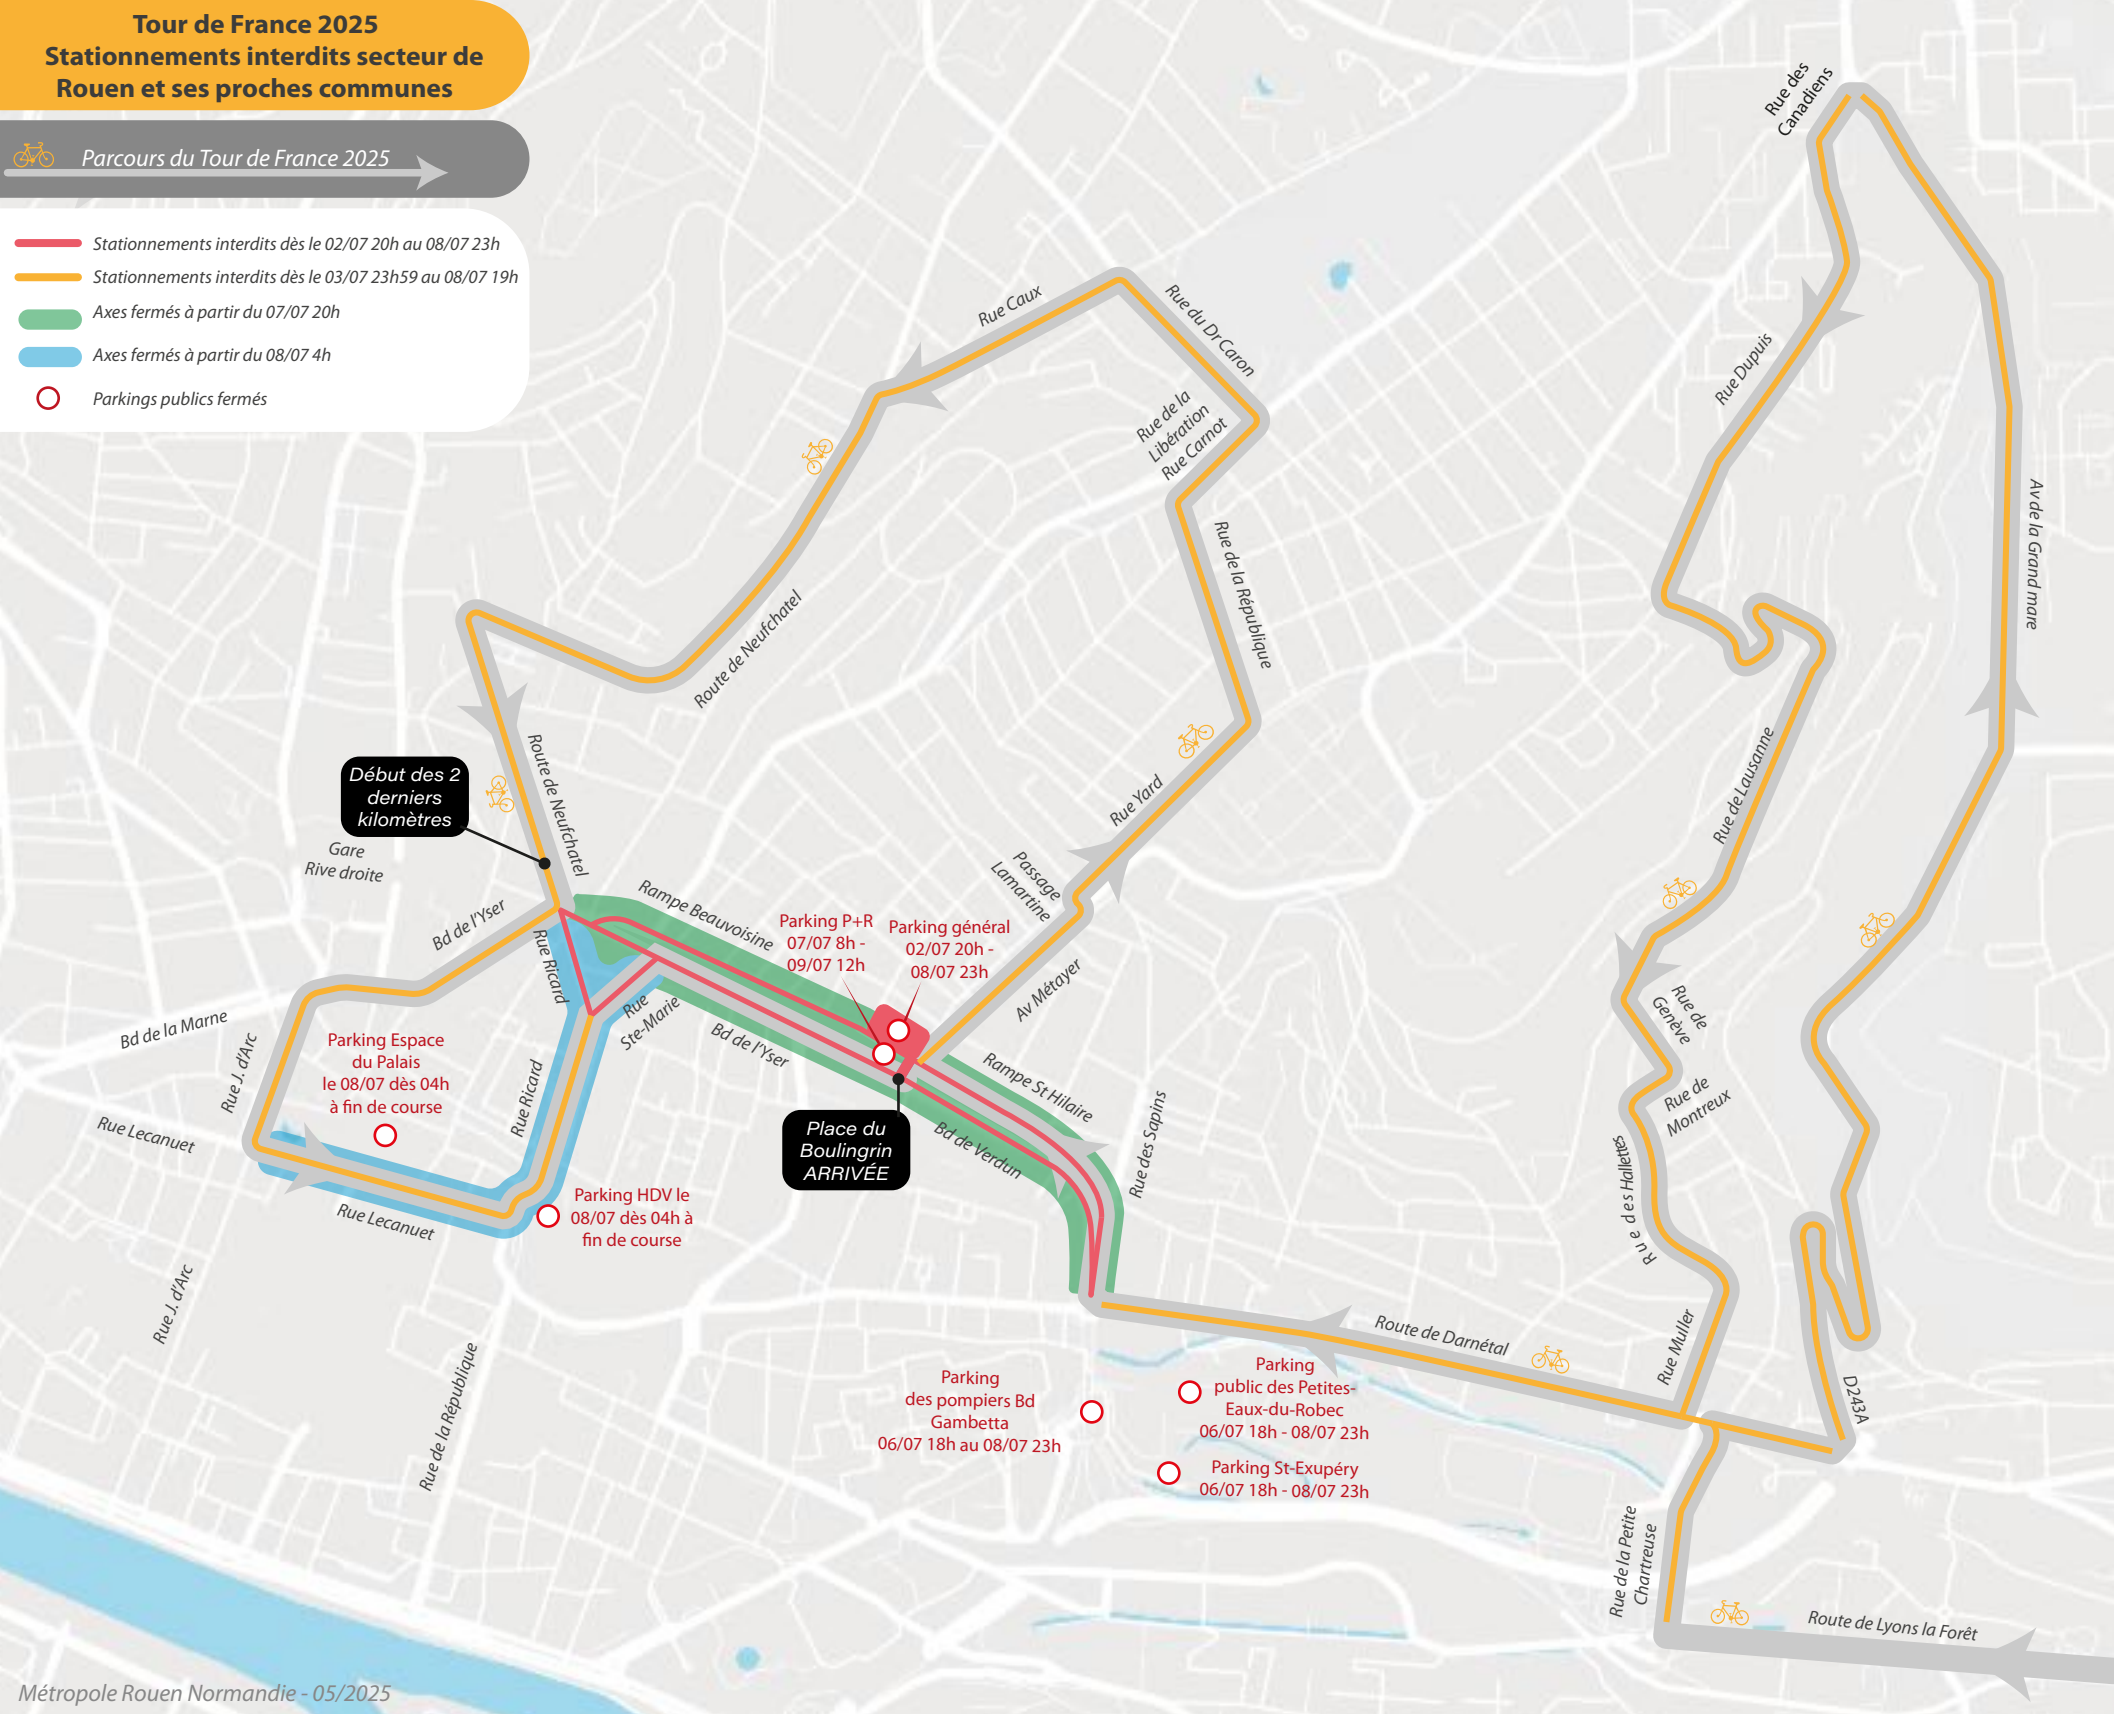 Tour de France 2025
Stationnements interdits secteur de
Rouen et ses proches communes
Parcours du Tour de France 2025
Stationnements interdits dès le 02/07 20h au 08/07 23h
Stationnements interdits dès le 03/07 23h59 au 08/07 19h
Axes fermés à partir du 07/07 20h
Axes fermés à partir du 08/07 4h
Parkings publics fermés
Rue des
Canadiens
Rue Caux
Rue du Dr Caron
Rue Dupuis
Rue de la
Libération
Rue Carnot
Av de la Grand mare
Rue de la République
Route de Neufchatel
Route de Neufchatel
Début des 2
derniers
kilomètres
Gare
Rive droite
Rue Yard
Rue de Lausanne
Passage
Lamartine
Rampe Beauvoisine
Bd de l'Yser
Rue Ricard
Parking P+R
07/07 8h -
09/07 12h
Parking général
02/07 20h -
08/07 23h
Av Métayer
Rue
Ste-Marie
Bd de l'Yser
Bd de la Marne
Rue J. d'Arc
Parking Espace
du Palais
le 08/07 dès 04h
à fin de course
Rue Ricard
Rue de
Genève
Rue de
Montreux
Rampe St Hilaire
Rue des Sapins
Place du
Boulingrin
ARRIVÉE
Bd de Verdun
Rue Lecanuet
Rue Lecanuet
Parking HDV le
08/07 dès 04h à
fin de course
Rue des Hallettes
Rue J. d'Arc
Rue de la République
Route de Darnétal
Rue Muller
D243A
Parking
des pompiers Bd
Gambetta
06/07 18h au 08/07 23h
Parking
public des Petites-
Eaux-du-Robec
06/07 18h - 08/07 23h
Parking St-Exupéry
06/07 18h - 08/07 23h
Rue de la Petite
Chartreuse
Route de Lyons la Forêt
Métropole Rouen Normandie - 05/2025